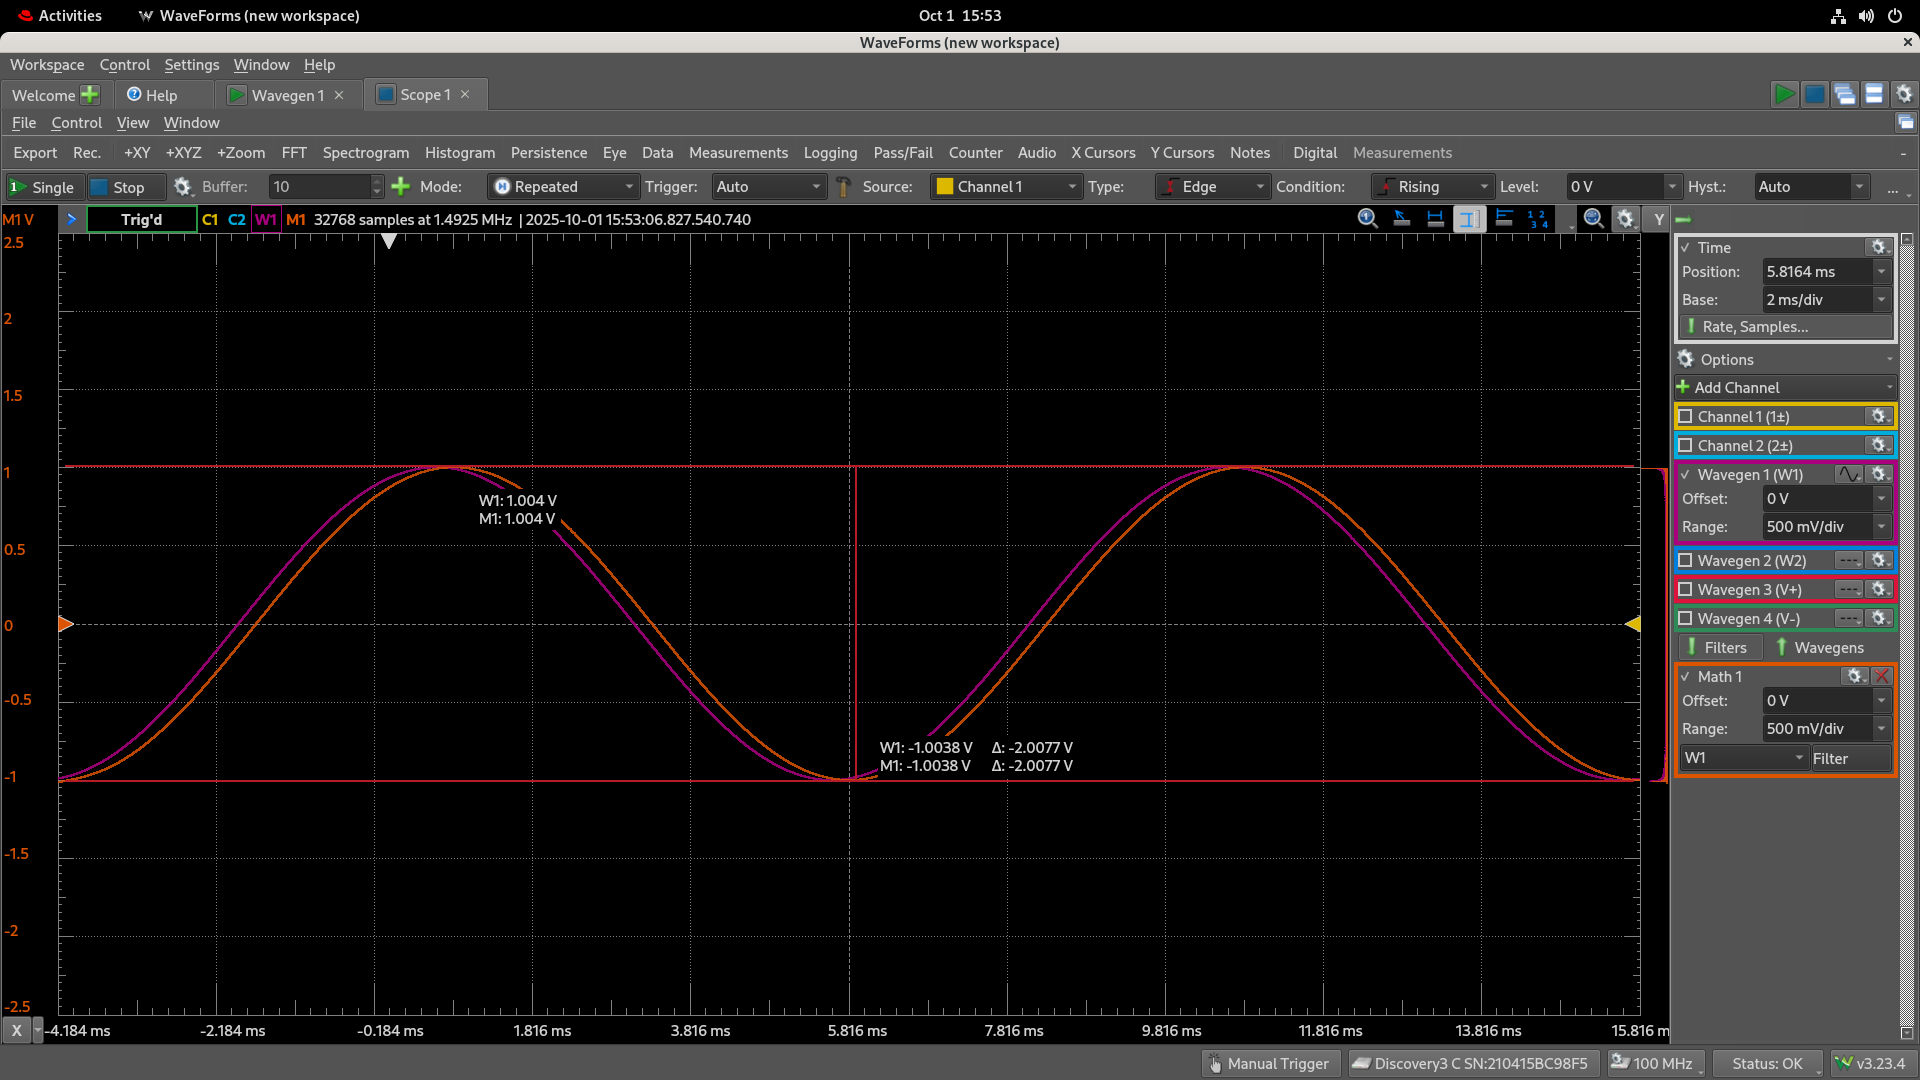 Activities WaveForms (new workspace) Oct 1 15:53
WaveForms (new workspace)
Workspace Control Settings Window Help
Welcome Help Wavegen 1 Scope 1
File Control View Window
Export Rec. +XY +XYZ +Zoom FFT Spectrogram Histogram Persistence Eye Data Measurements Logging Pass/Fail Counter Audio X Cursors Y Cursors Notes Digital Measurements
Single Stop Buffer: 10 Mode: Repeated Trigger: Auto Source: Channel 1 Type: Edge Condition: Rising Level: 0 V Hyst.: Auto ...
M1 V Trig'd C1 C2 W1 M1 32768 samples at 1.4925 MHz | 2025-10-01 15:53:06.827.540.740 Y
2.5
2
1.5
1
0.5
0
-0.5
-1
-1.5
-2
-2.5
W1: 1.004 V
M1: 1.004 V
W1: -1.0038 V Δ: -2.0077 V
M1: -1.0038 V Δ: -2.0077 V
X -4.184 ms -2.184 ms -0.184 ms 1.816 ms 3.816 ms 5.816 ms 7.816 ms 9.816 ms 11.816 ms 13.816 ms 15.816 m
Time
Position: 5.8164 ms
Base: 2 ms/div
Rate, Samples...
Options
Add Channel
Channel 1 (1±)
Channel 2 (2±)
Wavegen 1 (W1)
Offset: 0 V
Range: 500 mV/div
Wavegen 2 (W2) ---
Wavegen 3 (V+) ---
Wavegen 4 (V-) ---
Filters Wavegens
Math 1
Offset: 0 V
Range: 500 mV/div
W1 Filter
Manual Trigger Discovery3 C SN:210415BC98F5 100 MHz Status: OK v3.23.4